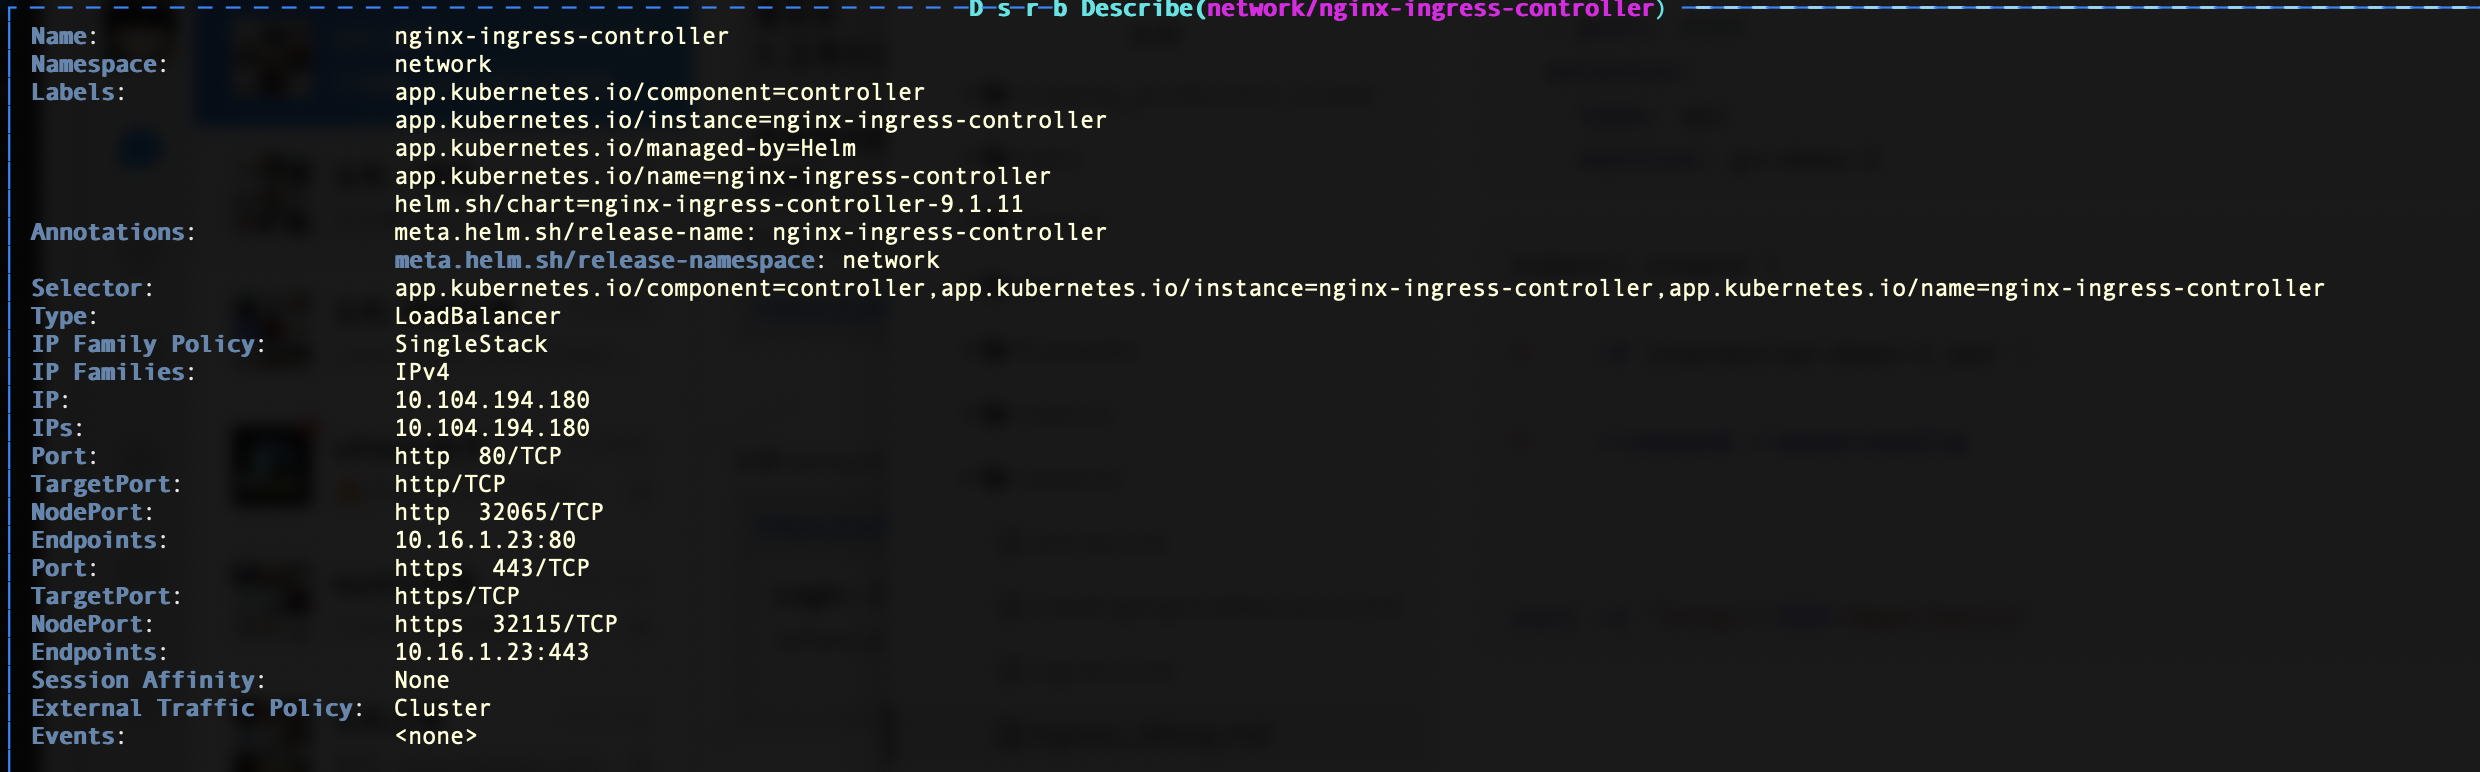 D s r b Describe(network/nginx-ingress-controller)
Name: nginx-ingress-controller
Namespace: network
Labels: app.kubernetes.io/component=controller
app.kubernetes.io/instance=nginx-ingress-controller
app.kubernetes.io/managed-by=Helm
app.kubernetes.io/name=nginx-ingress-controller
helm.sh/chart=nginx-ingress-controller-9.1.11
Annotations: meta.helm.sh/release-name: nginx-ingress-controller
meta.helm.sh/release-namespace: network
Selector: app.kubernetes.io/component=controller,app.kubernetes.io/instance=nginx-ingress-controller,app.kubernetes.io/name=nginx-ingress-controller
Type: LoadBalancer
IP Family Policy: SingleStack
IP Families: IPv4
IP: 10.104.194.180
IPs: 10.104.194.180
Port: http 80/TCP
TargetPort: http/TCP
NodePort: http 32065/TCP
Endpoints: 10.16.1.23:80
Port: https 443/TCP
TargetPort: https/TCP
NodePort: https 32115/TCP
Endpoints: 10.16.1.23:443
Session Affinity: None
External Traffic Policy: Cluster
Events: <none>